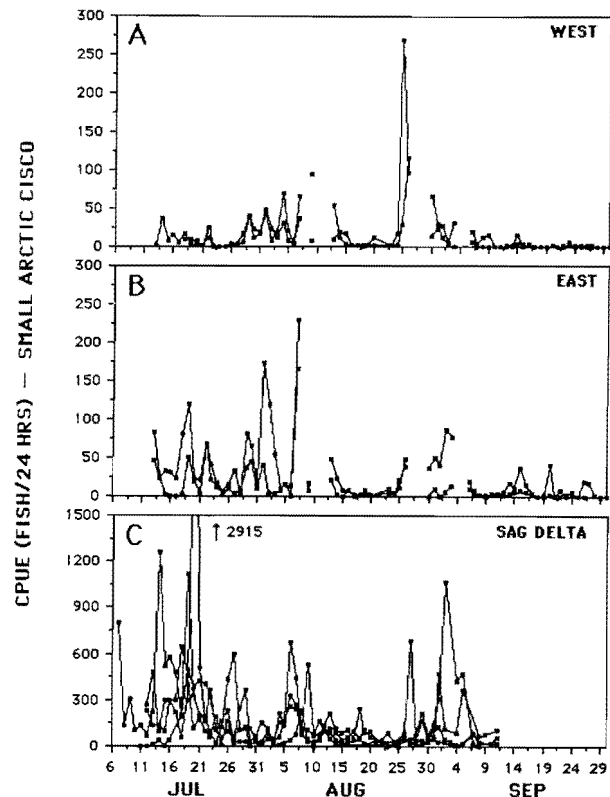 CPUE (FISH/24 HRS) — SMALL ARCTIC CISCO
300
250
200
150
100
50
0
A
WEST
300
250
200
150
100
50
0
B
EAST
1500
1200
900
600
300
0
C
↑ 2915
SAG DELTA
6 11 16 21 26 31 5 10 15 20 25 30 4 9 14 19 24 29
JUL AUG SEP